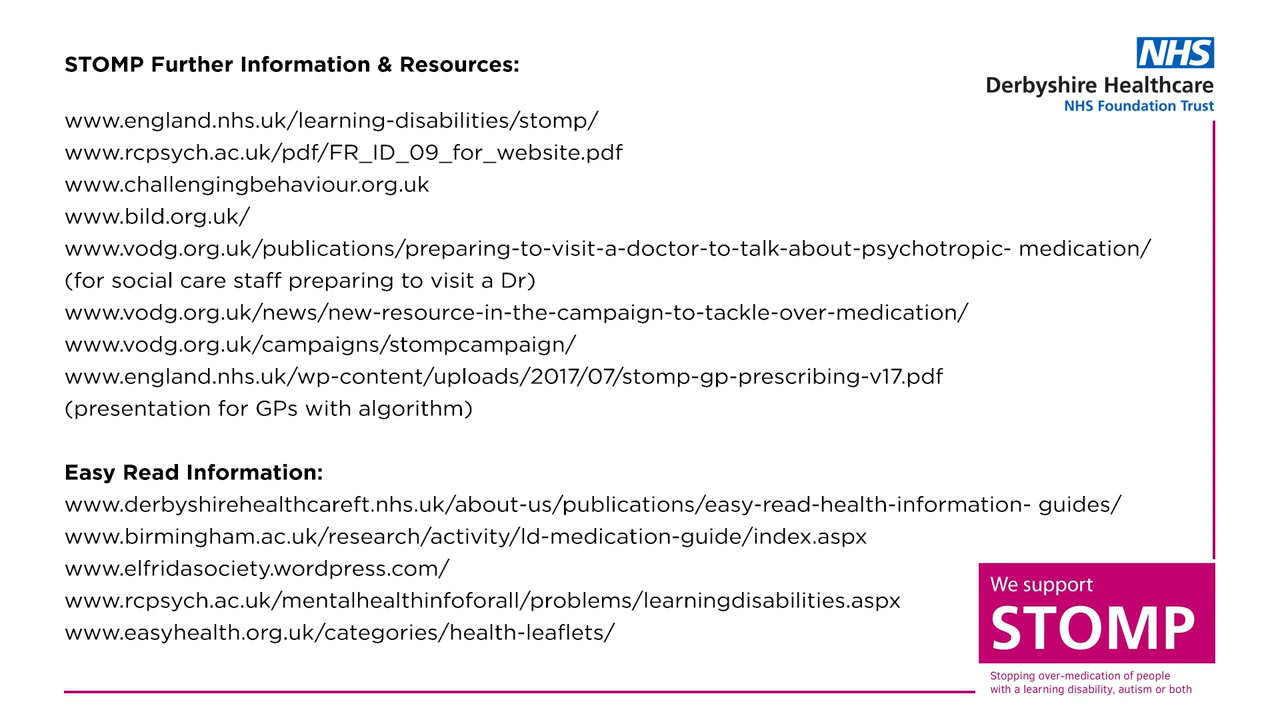 STOMP Further Information & Resources:
NHS
Derbyshire Healthcare
NHS Foundation Trust
www.england.nhs.uk/learning-disabilities/stomp/
www.rcpsych.ac.uk/pdf/FR_ID_09_for_website.pdf
www.challengingbehaviour.org.uk
www.bild.org.uk/
www.vodg.org.uk/publications/preparing-to-visit-a-doctor-to-talk-about-psychotropic- medication/
(for social care staff preparing to visit a Dr)
www.vodg.org.uk/news/new-resource-in-the-campaign-to-tackle-over-medication/
www.vodg.org.uk/campaigns/stompcampaign/
www.england.nhs.uk/wp-content/uploads/2017/07/stomp-gp-prescribing-v17.pdf
(presentation for GPs with algorithm)
Easy Read Information:
www.derbyshirehealthcareft.nhs.uk/about-us/publications/easy-read-health-information- guides/
www.birmingham.ac.uk/research/activity/ld-medication-guide/index.aspx
www.elfridasociety.wordpress.com/
www.rcpsych.ac.uk/mentalhealthinfoforall/problems/learningdisabilities.aspx
www.easyhealth.org.uk/categories/health-leaflets/
We support
STOMP
Stopping over-medication of people
with a learning disability, autism or both